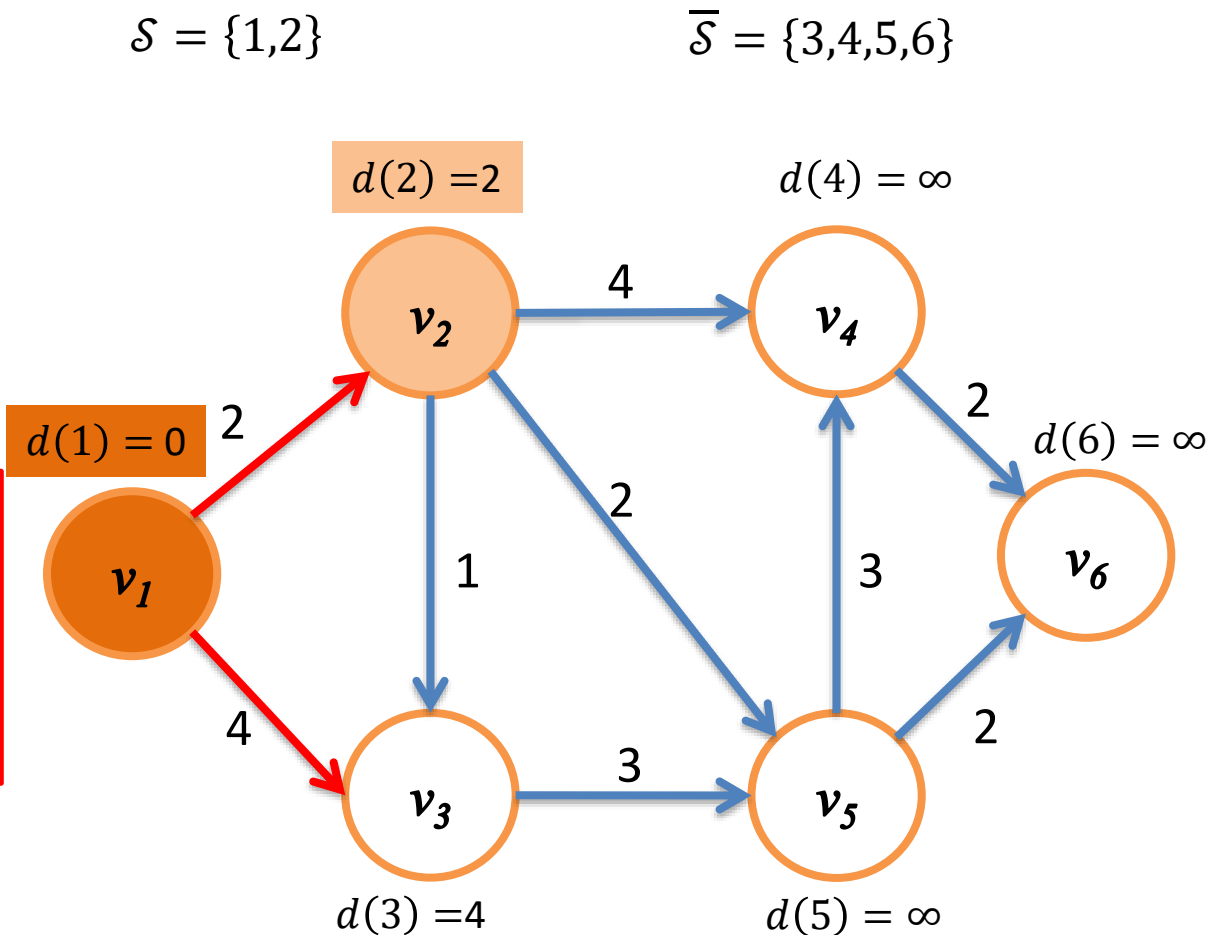 𝒮 = {1,2}
𝒮̅ = {3,4,5,6}
d(2) =2
d(4) = ∞
4
v₂
v₄
2
2
d(1) = 0
d(6) = ∞
2
1
3
v₁
v₆
4
2
3
v₃
v₅
d(3) =4
d(5) = ∞